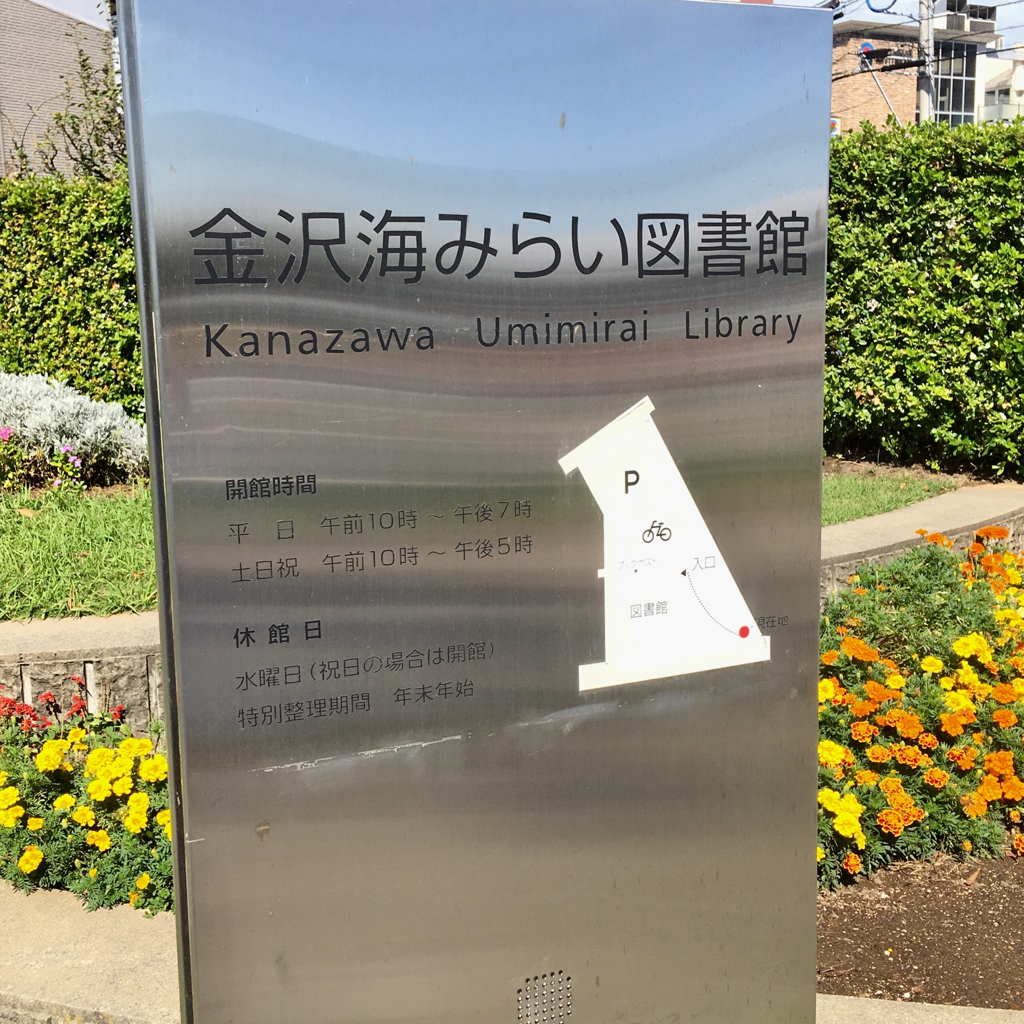 金沢海みらい図書館
Kanazawa Umimirai Library
開館時間
平 日 午前10時 ～ 午後7時
土日祝 午前10時 ～ 午後5時
休館日
水曜日（祝日の場合は開館）
特別整理期間 年末年始
P
入口
図書館
現在地